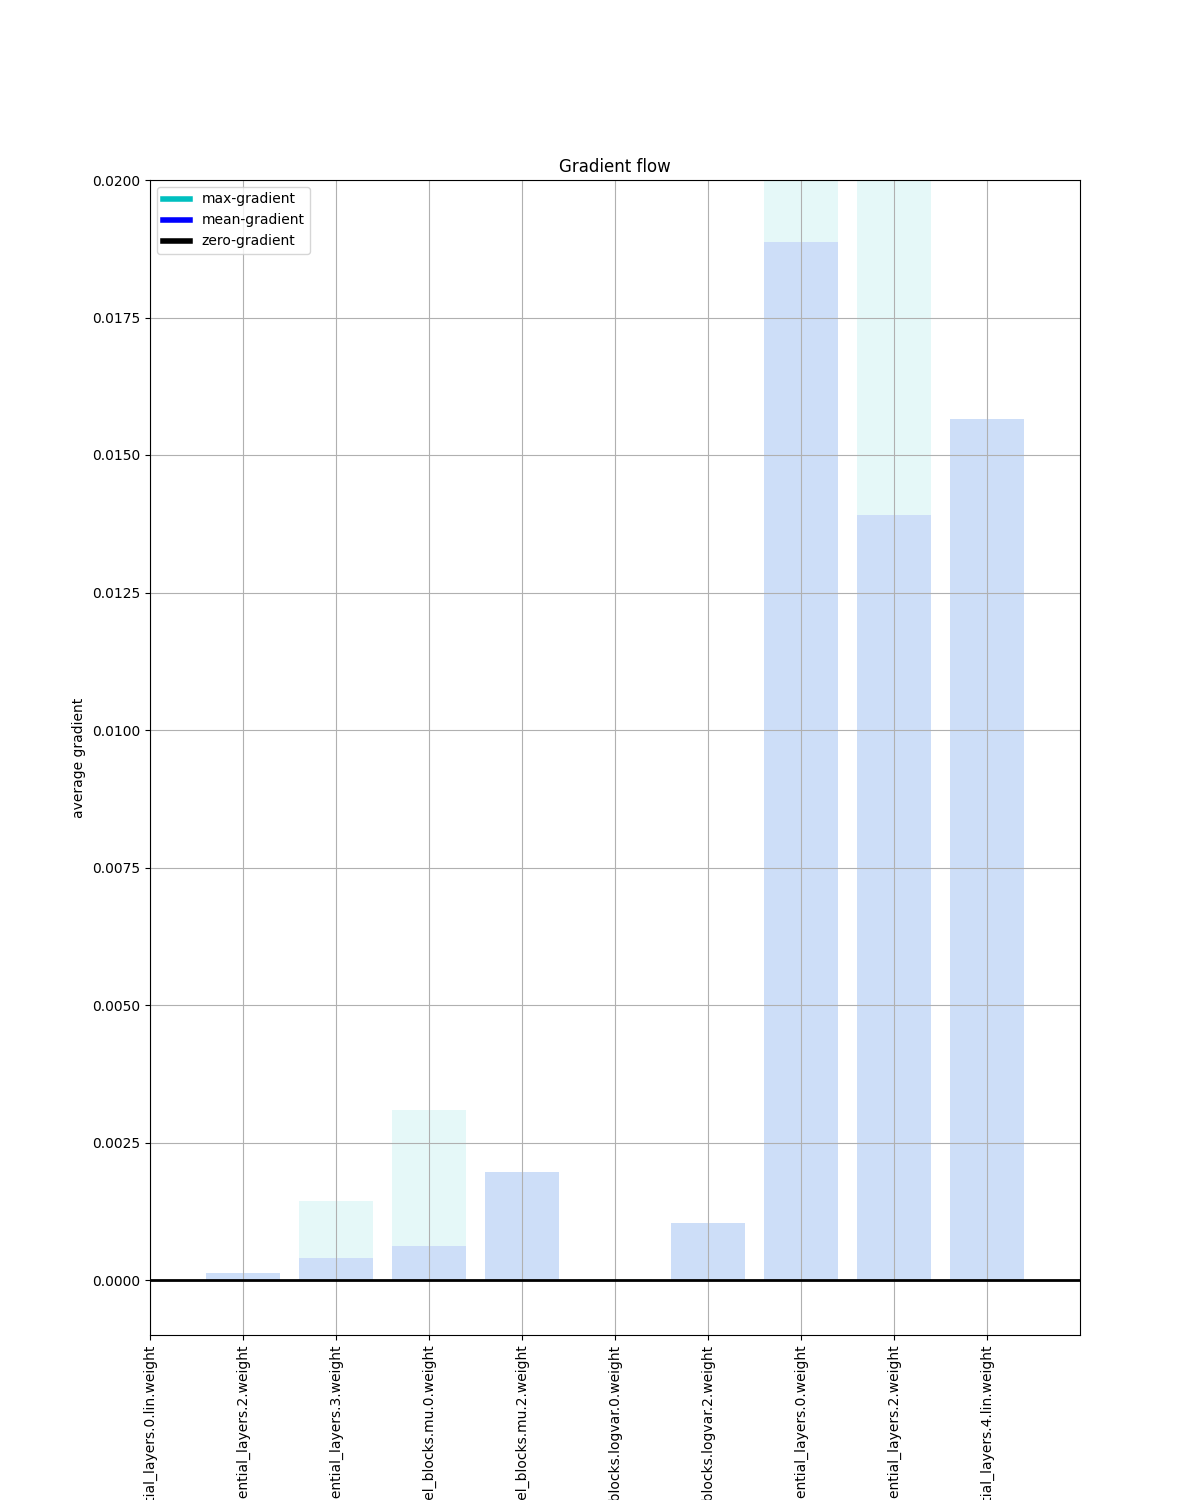 Gradient flow
max-gradient
mean-gradient
zero-gradient
0.0200
0.0175
0.0150
0.0125
0.0100
0.0075
0.0050
0.0025
0.0000
average gradient
tial_layers.0.lin.weight
ential_layers.2.weight
ential_layers.3.weight
el_blocks.mu.0.weight
el_blocks.mu.2.weight
blocks.logvar.0.weight
blocks.logvar.2.weight
ential_layers.0.weight
ential_layers.2.weight
tial_layers.4.lin.weight